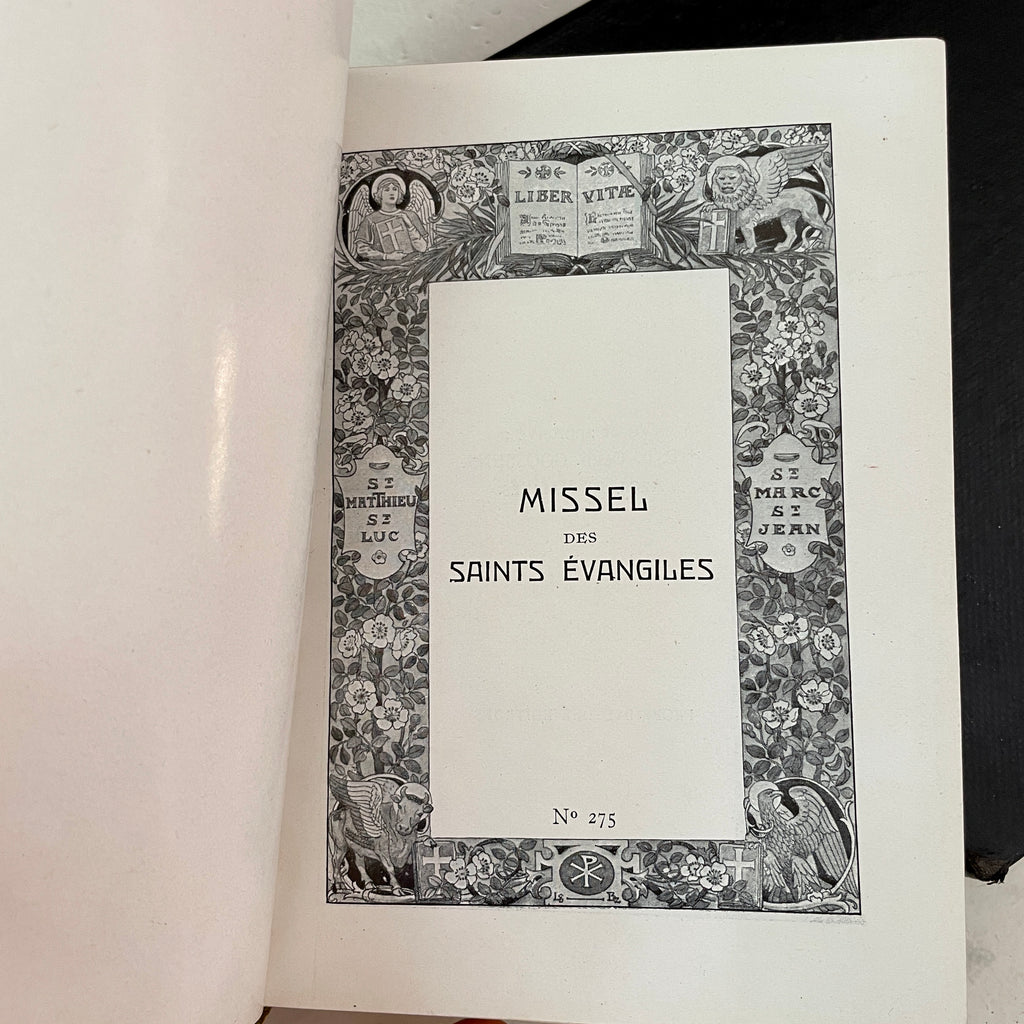 LIBER VITÆ
ST
MATTHIEU
ST
LUC
ST
MARC
ST
JEAN
MISSEL
DES
SAINTS ÉVANGILES
Nº 275